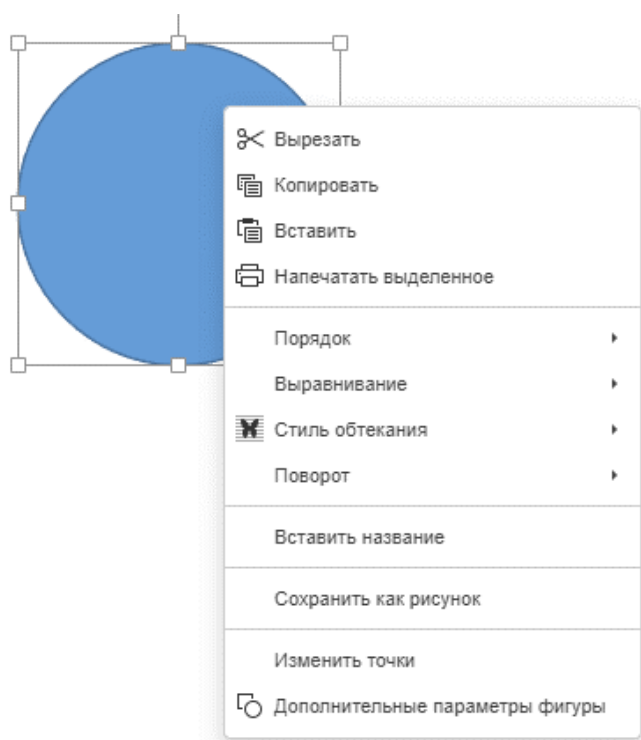 Вырезать
Копировать
Вставить
Напечатать выделенное
Порядок
Выравнивание
Стиль обтекания
Поворот
Вставить название
Сохранить как рисунок
Изменить точки
Дополнительные параметры фигуры